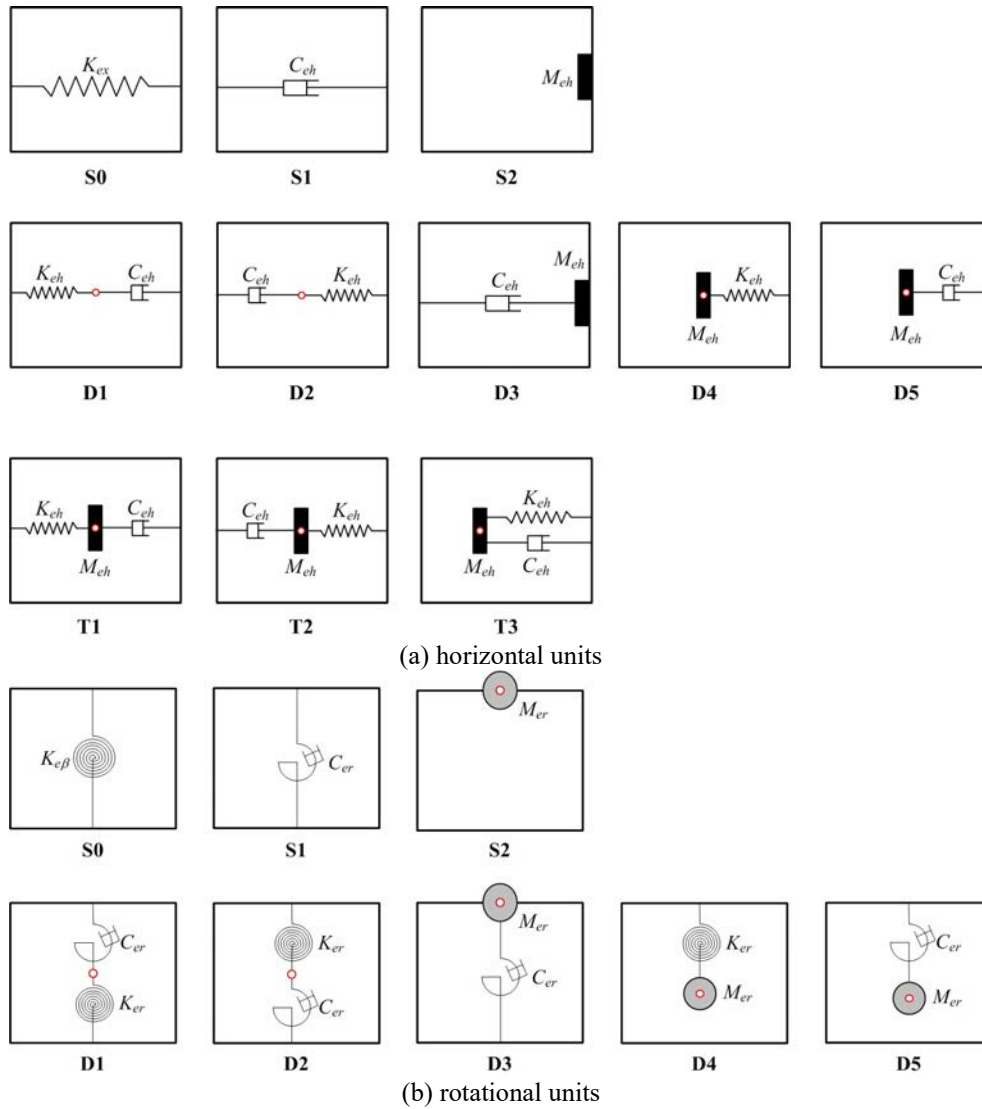 K_ex C_eh M_eh
S0 S1 S2
K_eh C_eh C_eh K_eh C_eh M_eh K_eh M_eh C_eh M_eh
D1 D2 D3 D4 D5
K_eh C_eh M_eh C_eh K_eh M_eh K_eh C_eh M_eh
T1 T2 T3
(a) horizontal units
K_eβ C_er M_er
S0 S1 S2
C_er K_er K_er C_er M_er C_er K_er M_er C_er M_er
D1 D2 D3 D4 D5
(b) rotational units